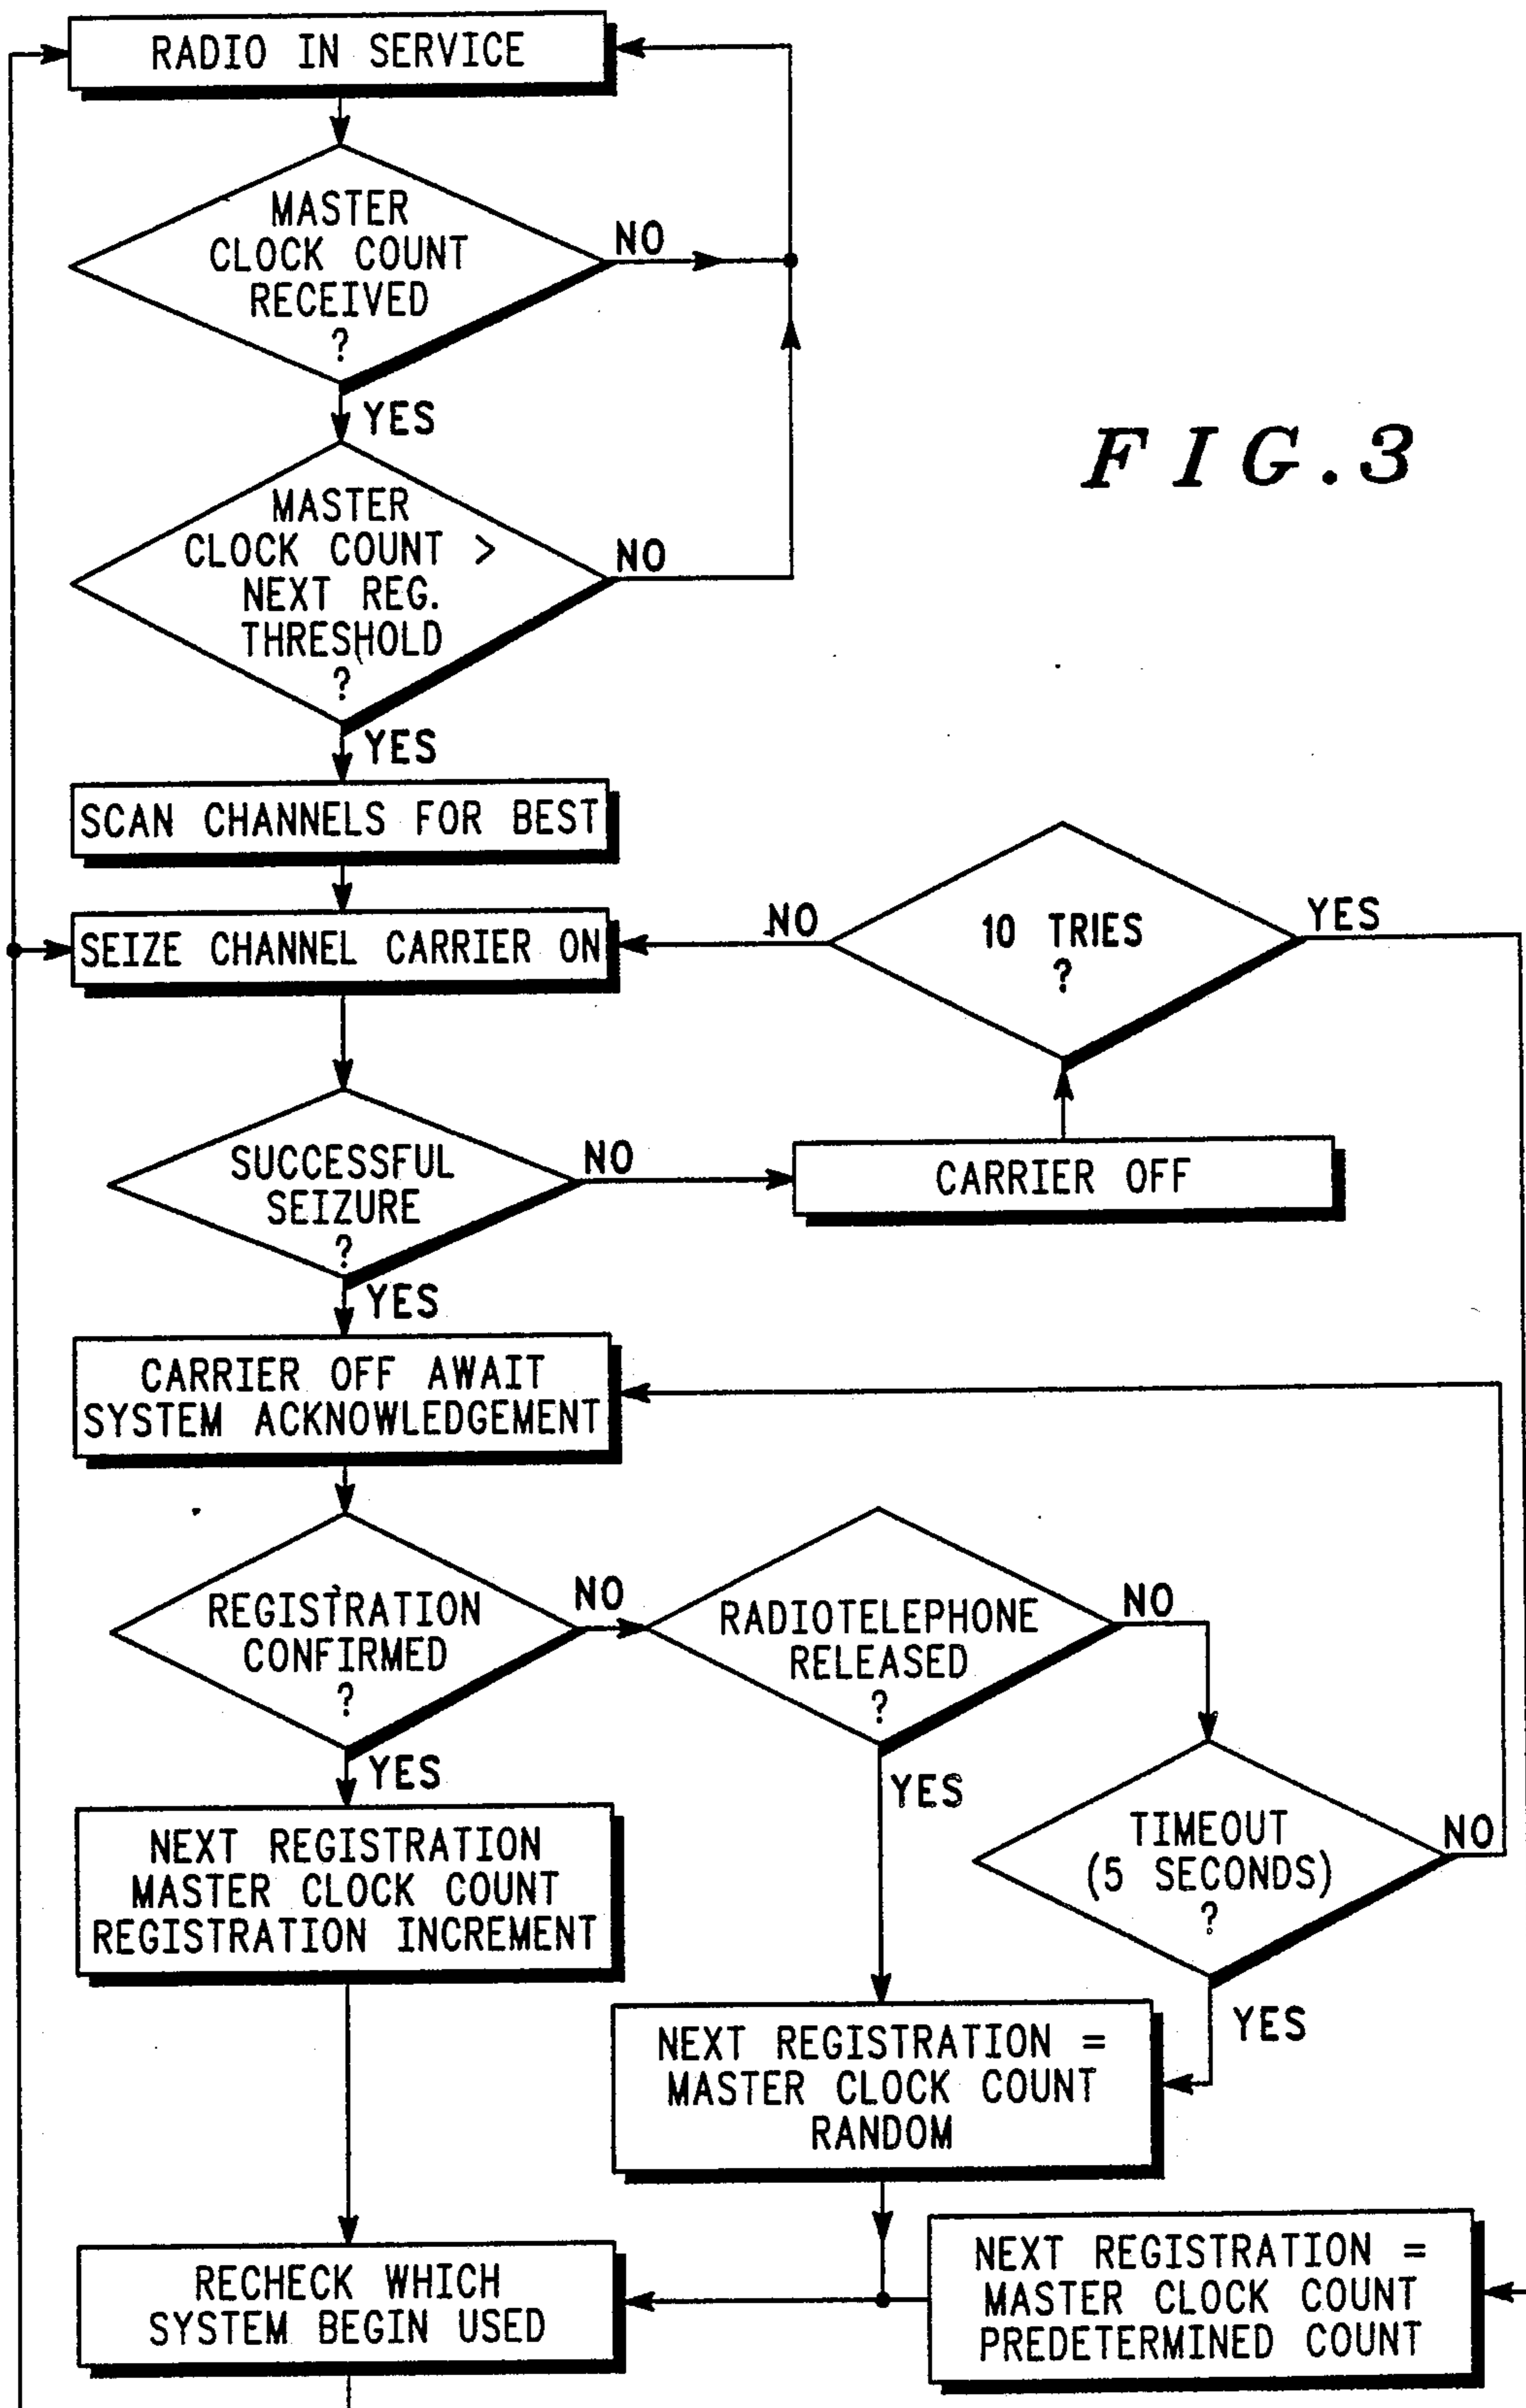 RADIO IN SERVICE
MASTER
CLOCK COUNT
RECEIVED
?
NO
YES
FIG.3
MASTER
CLOCK COUNT >
NEXT REG.
THRESHOLD
?
NO
YES
SCAN CHANNELS FOR BEST
SEIZE CHANNEL CARRIER ON
NO
10 TRIES
?
YES
SUCCESSFUL
SEIZURE
?
NO
CARRIER OFF
YES
CARRIER OFF AWAIT
SYSTEM ACKNOWLEDGEMENT
REGISTRATION
CONFIRMED
?
NO
RADIOTELEPHONE
RELEASED
?
NO
YES
YES
TIMEOUT
(5 SECONDS)
?
NO
YES
NEXT REGISTRATION
MASTER CLOCK COUNT
REGISTRATION INCREMENT
NEXT REGISTRATION =
MASTER CLOCK COUNT
RANDOM
RECHECK WHICH
SYSTEM BEGIN USED
NEXT REGISTRATION =
MASTER CLOCK COUNT
PREDETERMINED COUNT